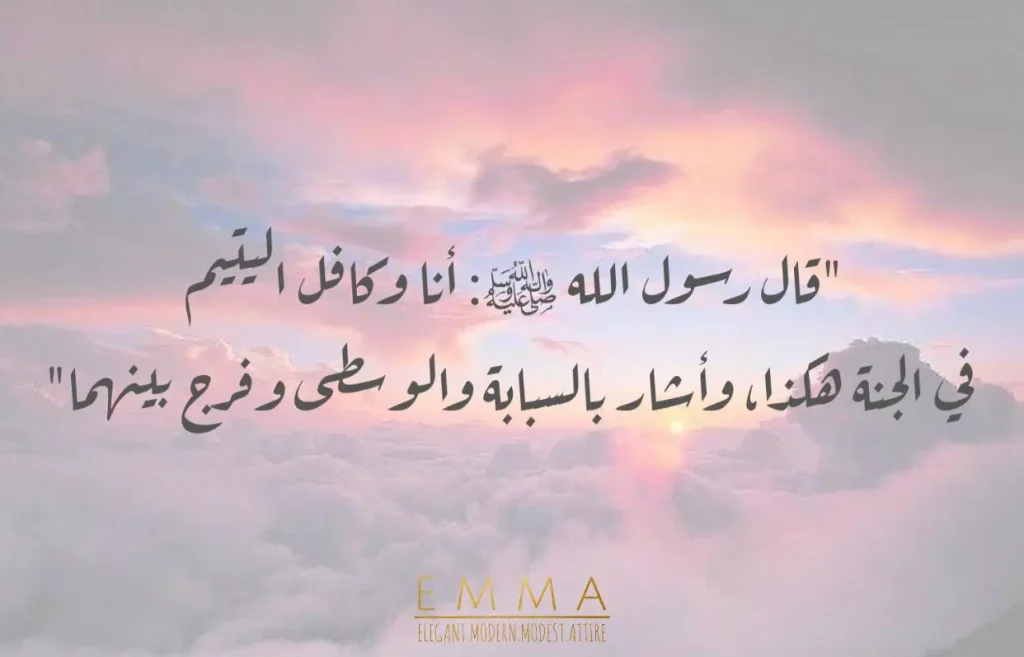 "قال رسول الله ﷺ: أنا وكافل اليتيم
في الجنة هكذا، وأشار بالسبابة والوسطى وفرج بينهما"
EMMA
ELEGANT.MODERN.MODEST.ATTIRE